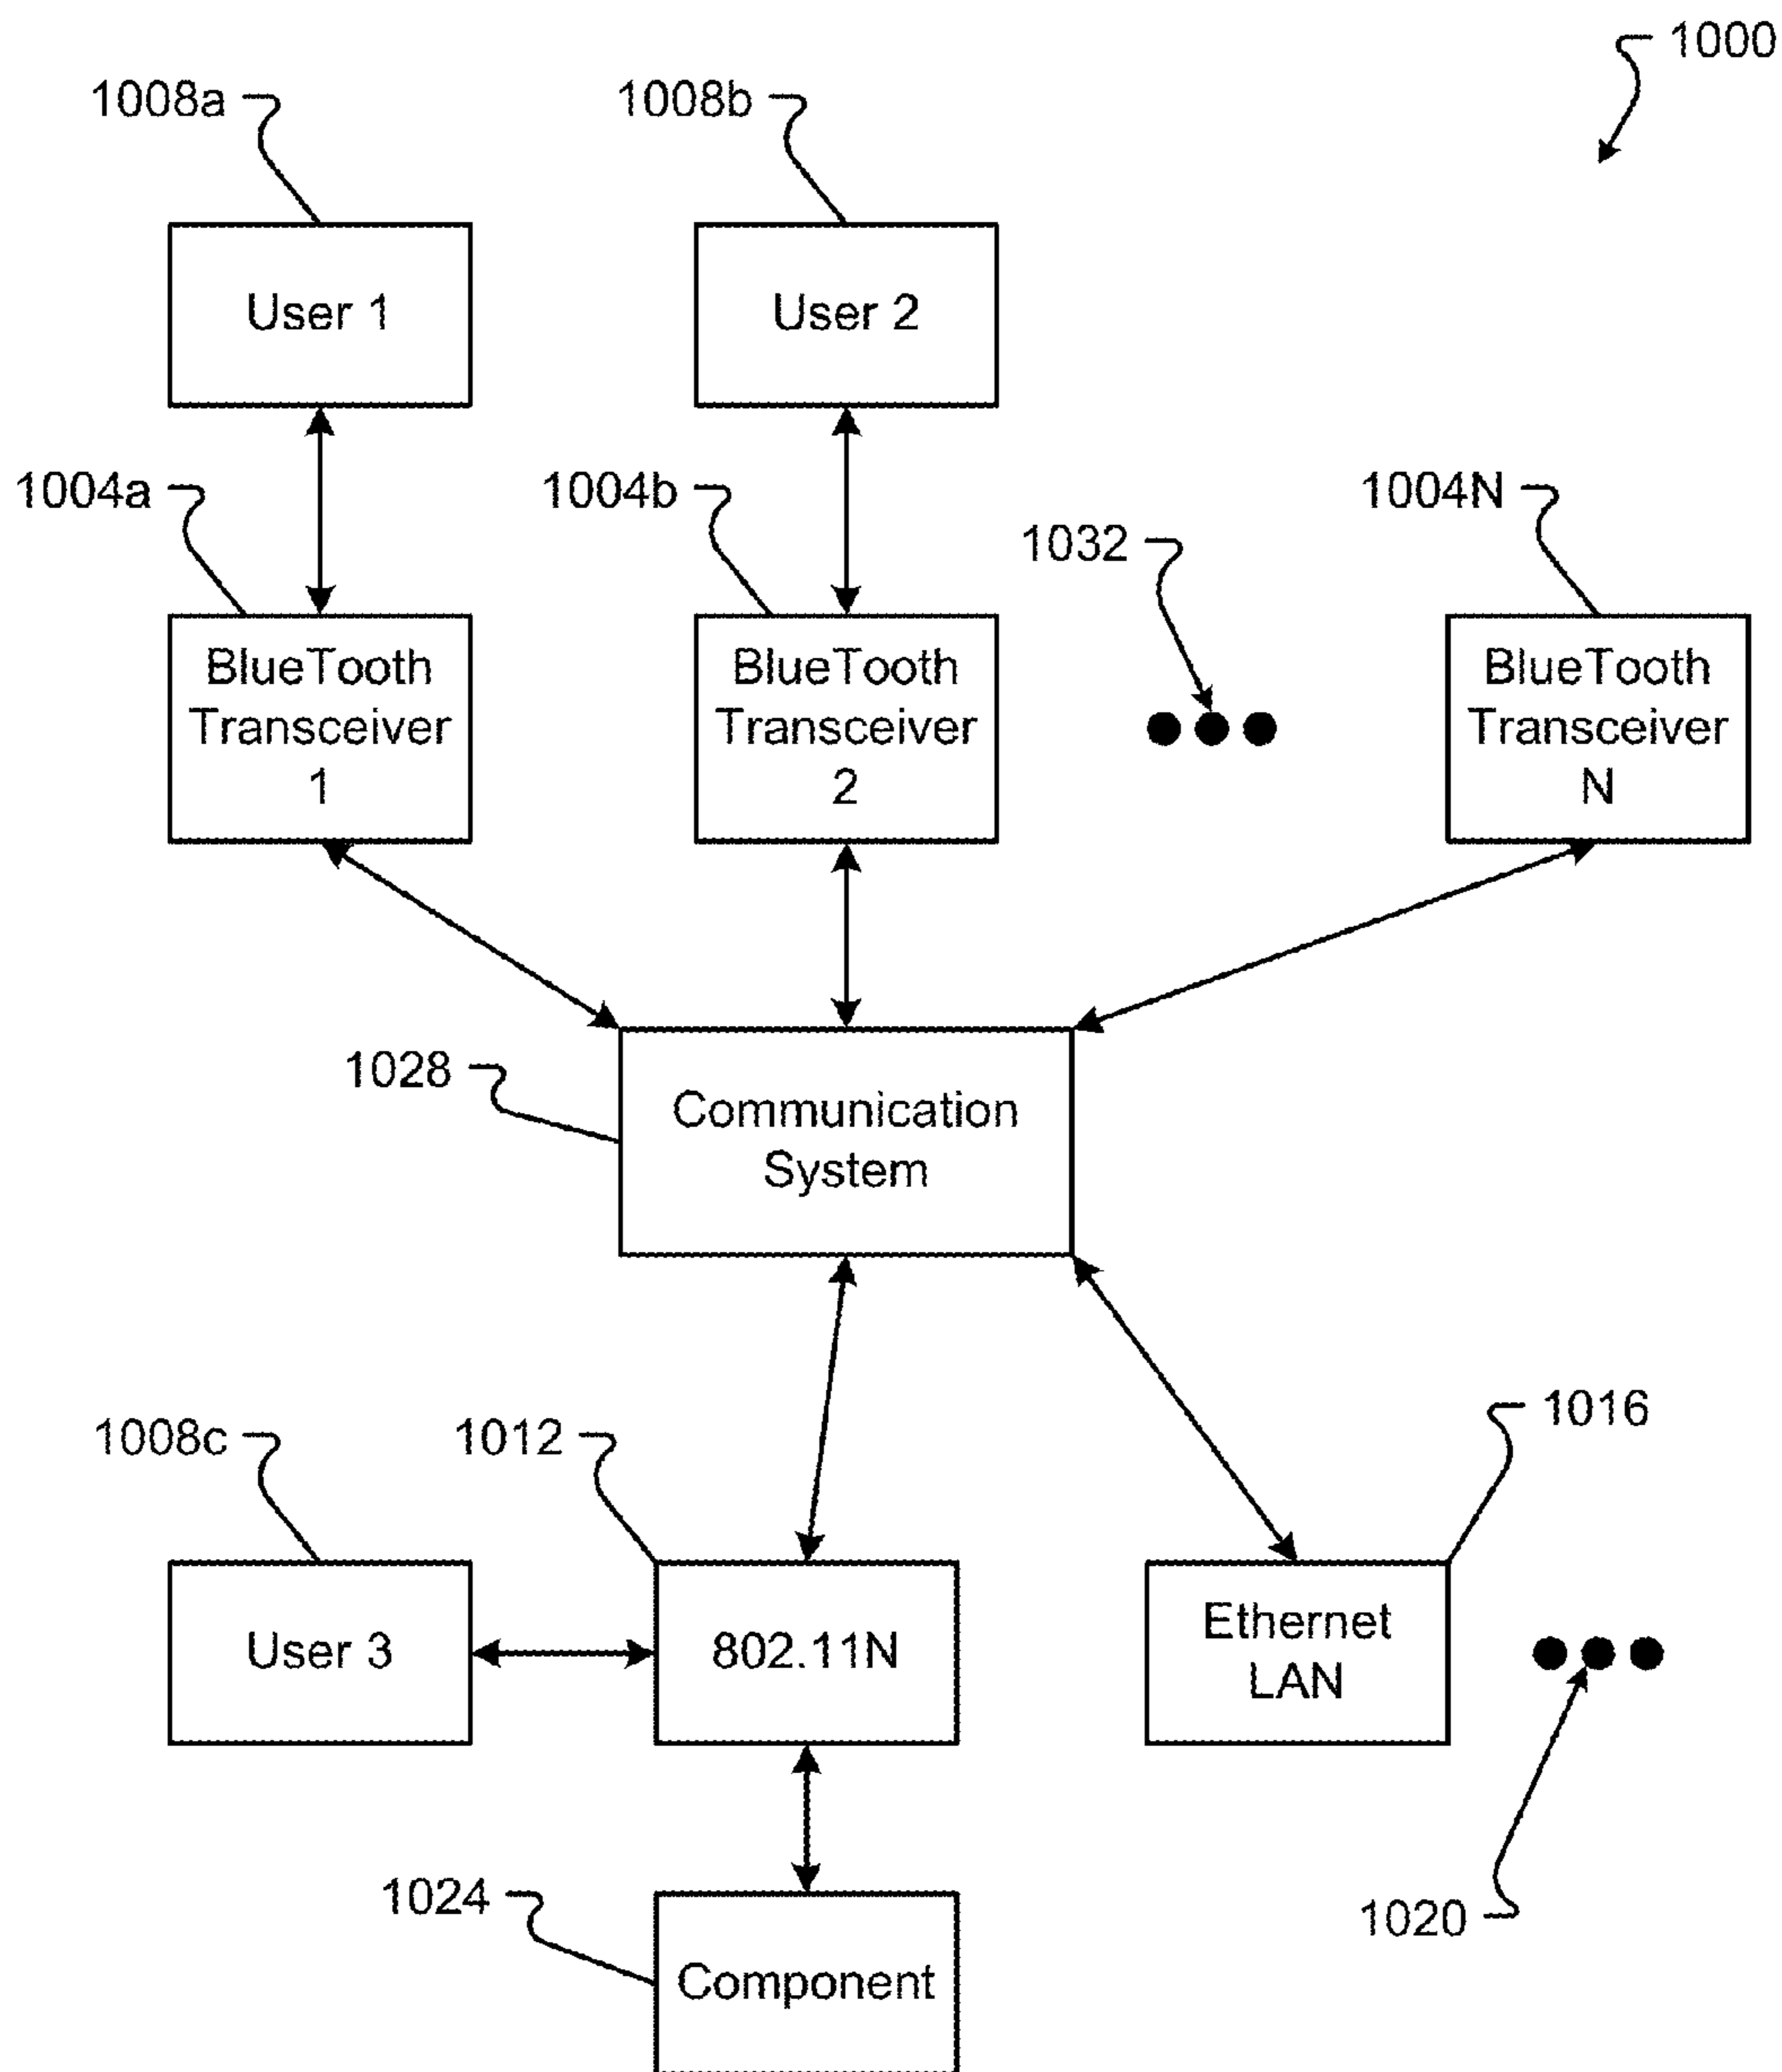 1000
1008a
1008b
User 1
User 2
1004a
1004b
1004N
1032
BlueTooth
Transceiver
1
BlueTooth
Transceiver
2
BlueTooth
Transceiver
N
1028
Communication
System
1016
1008c
1012
User 3
802.11N
Ethernet
LAN
1024
1020
Component